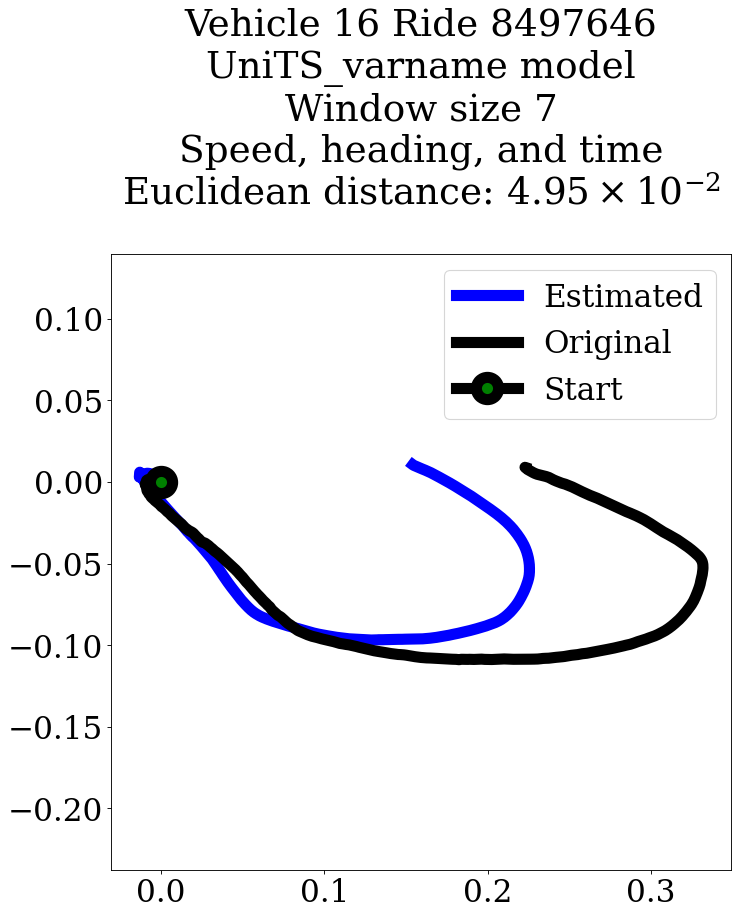 Vehicle 16 Ride 8497646
UniTS_varname model
Window size 7
Speed, heading, and time
Euclidean distance: 4.95 × 10⁻²
Estimated
Original
Start
0.10
0.05
0.00
−0.05
−0.10
−0.15
−0.20
0.0 0.1 0.2 0.3